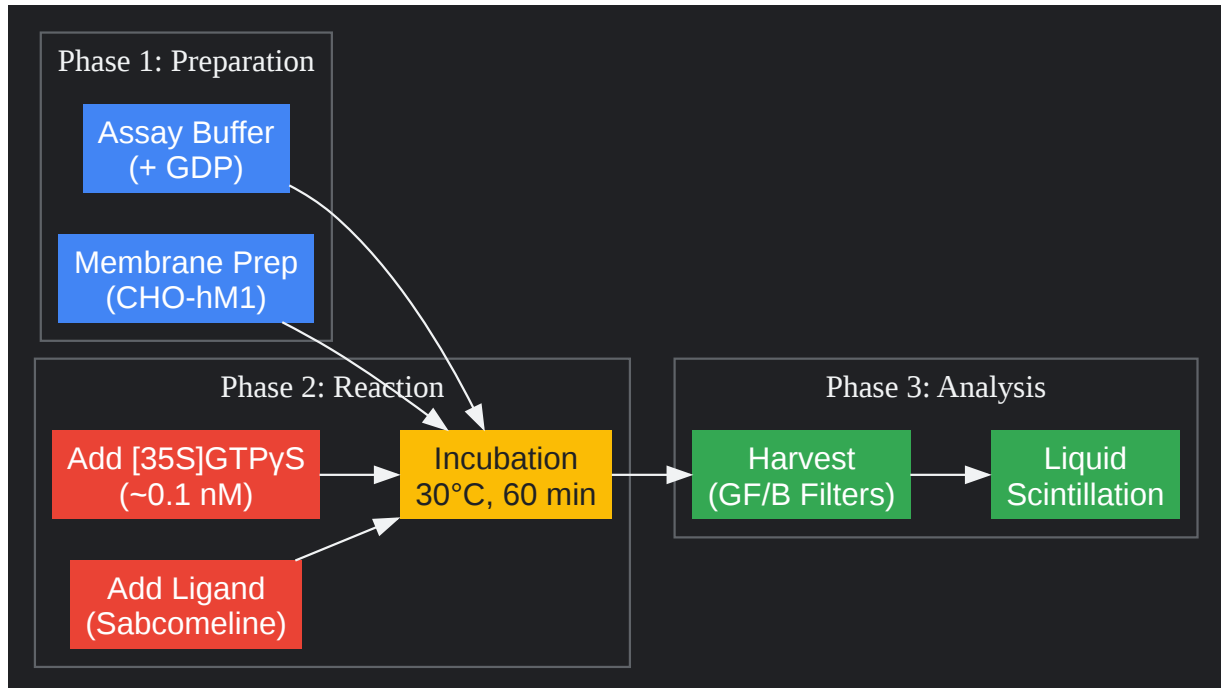 Phase 1: Preparation
Assay Buffer
(+ GDP)
Membrane Prep
(CHO-hM1)
Phase 2: Reaction
Add [35S]GTPγS
(~0.1 nM)
Add Ligand
(Sabcomeline)
Incubation
30°C, 60 min
Phase 3: Analysis
Harvest
(GF/B Filters)
Liquid
Scintillation